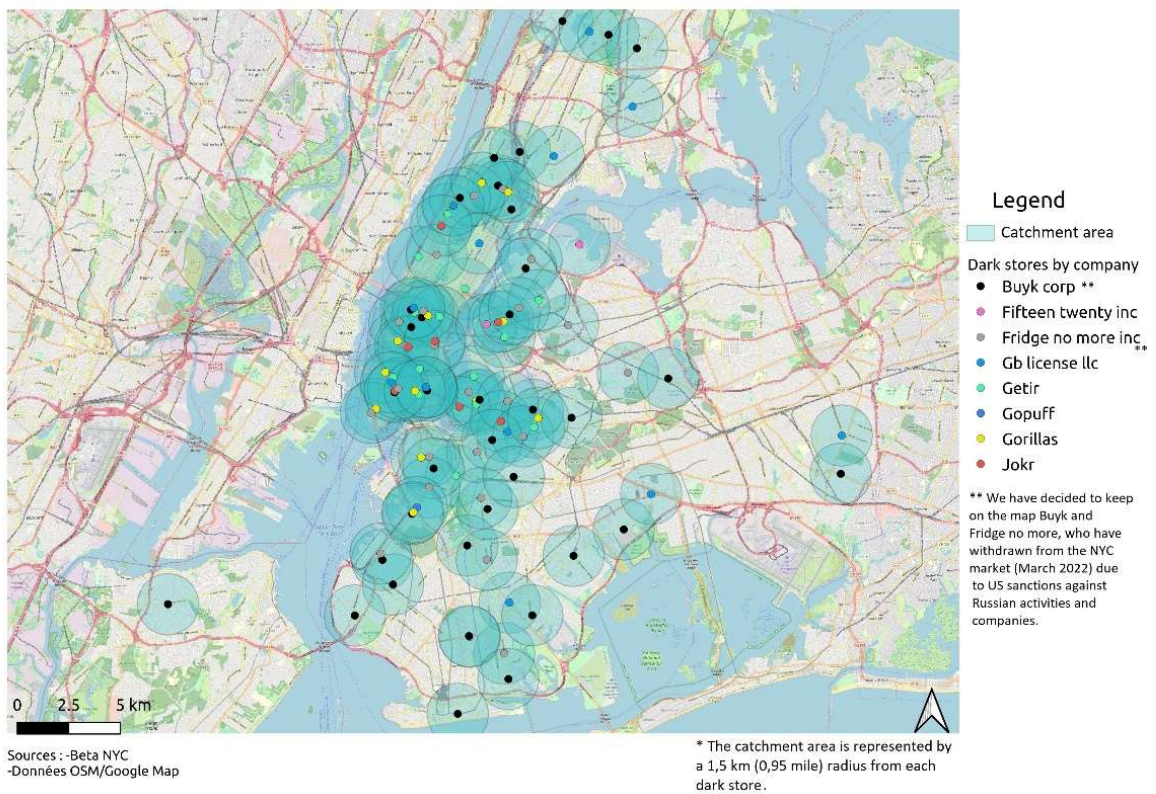 Legend
Catchment area
Dark stores by company
Buyk corp **
Fifteen twenty inc
Fridge no more inc
**
Gb license llc
Getir
Gopuff
Gorillas
Jokr
** We have decided to keep
on the map Buyk and
Fridge no more, who have
withdrawn from the NYC
market (March 2022) due
to US sanctions against
Russian activities and
companies.
0 2.5 5 km
Sources : -Beta NYC
-Données OSM/Google Map
* The catchment area is represented by
a 1,5 km (0,95 mile) radius from each
dark store.